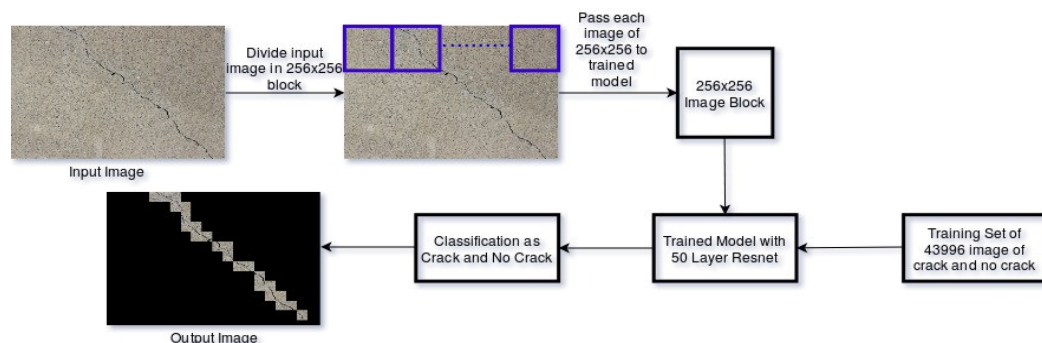 Divide input
image in 256x256
block
Pass each
image of
256x256 to
trained
model
256x256
Image Block
Input Image
Classification as
Crack and No Crack
Trained Model with
50 Layer Resnet
Training Set of
43996 image of
crack and no crack
Output Image